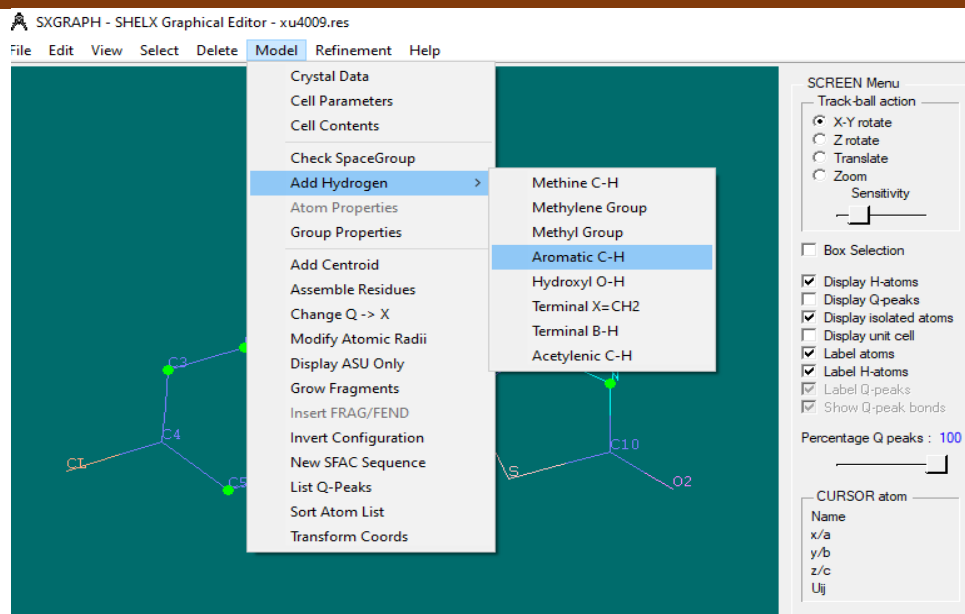 SXGRAPH - SHELX Graphical Editor - xu4009.res
File Edit View Select Delete Model Refinement Help
Crystal Data
Cell Parameters
Cell Contents
Check SpaceGroup
Add Hydrogen >
Atom Properties
Group Properties
Add Centroid
Assemble Residues
Change Q -> X
Modify Atomic Radii
Display ASU Only
Grow Fragments
Insert FRAG/FEND
Invert Configuration
New SFAC Sequence
List Q-Peaks
Sort Atom List
Transform Coords
Methine C-H
Methylene Group
Methyl Group
Aromatic C-H
Hydroxyl O-H
Terminal X=CH2
Terminal B-H
Acetylenic C-H
C3
C4
CL
C5
S
N
C10
O2
SCREEN Menu
Track-ball action
X-Y rotate
Z rotate
Translate
Zoom
Sensitivity
Box Selection
Display H-atoms
Display Q-peaks
Display isolated atoms
Display unit cell
Label atoms
Label H-atoms
Label Q-peaks
Show Q-peak bonds
Percentage Q peaks : 100
CURSOR atom
Name
x/a
y/b
z/c
Uij